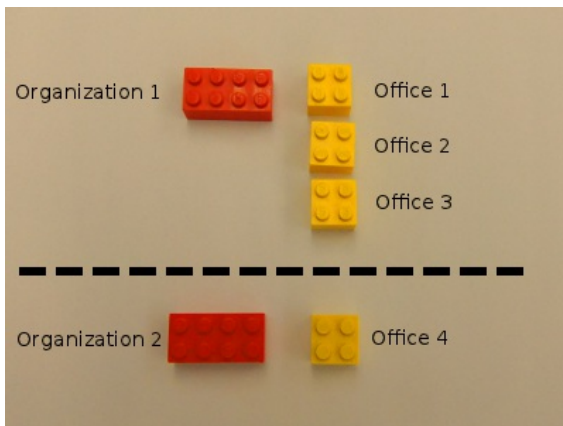 Organization 1
Office 1
Office 2
Office 3
Organization 2
Office 4